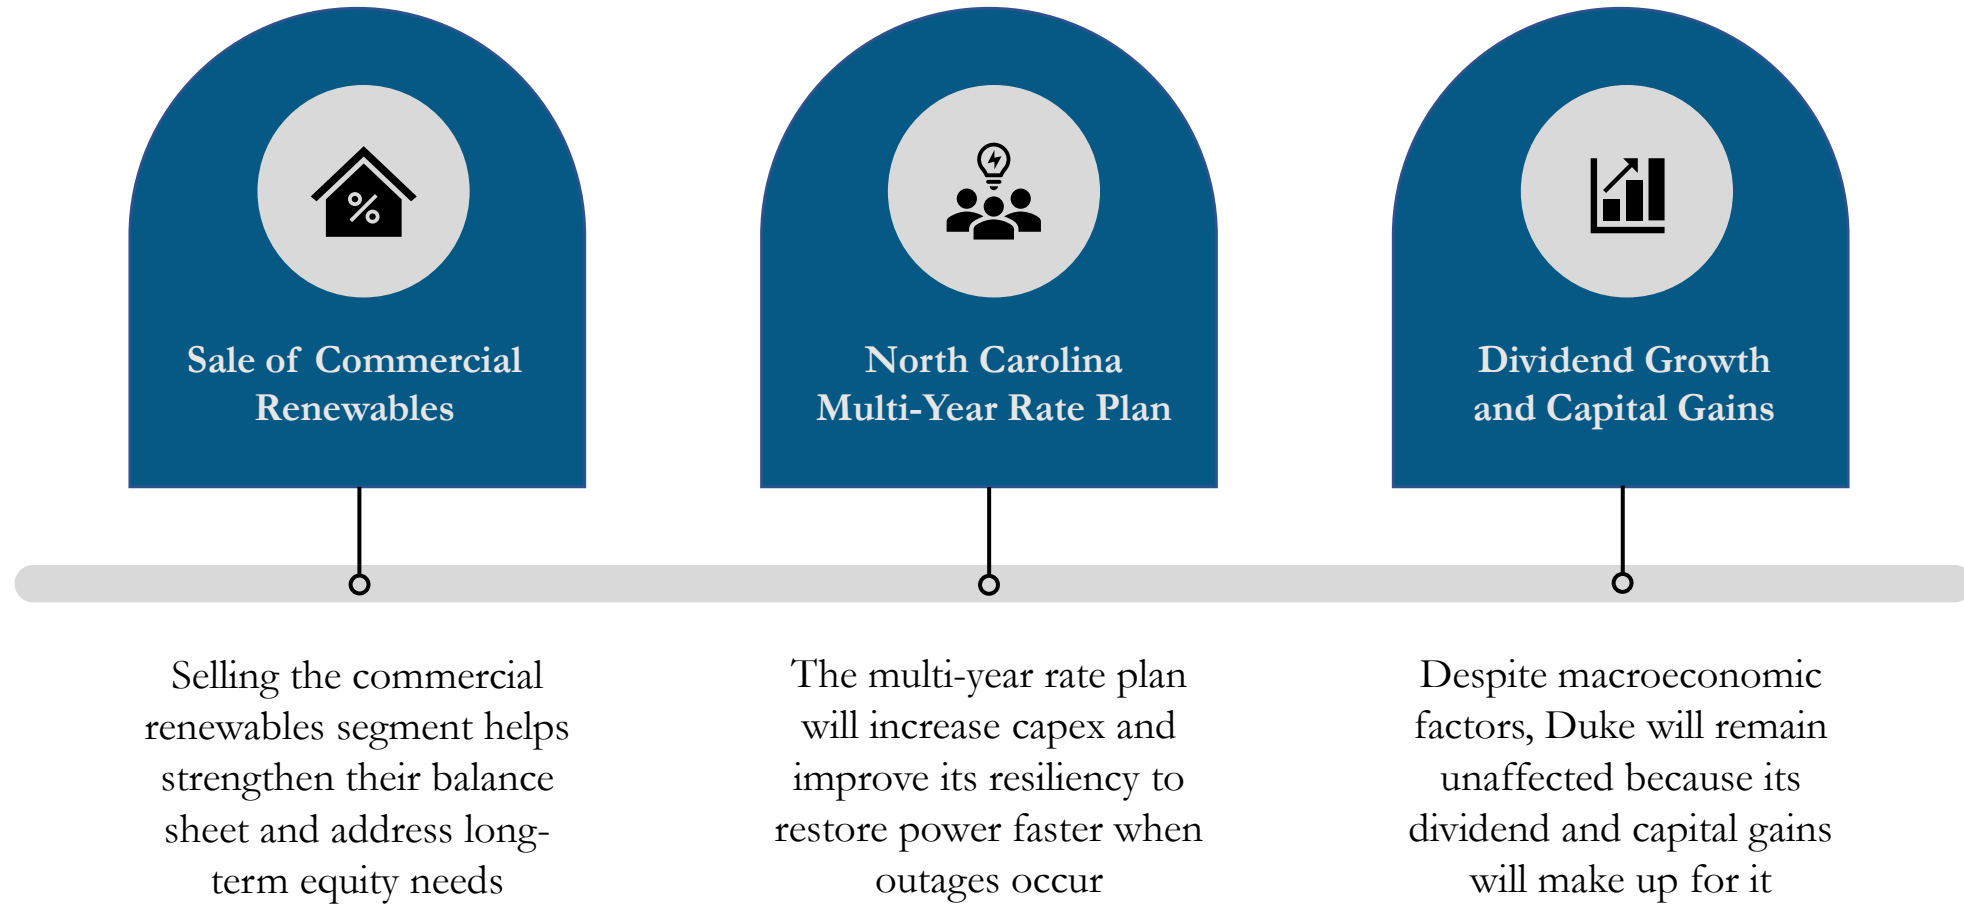 Sale of Commercial
Renewables
North Carolina
Multi-Year Rate Plan
Dividend Growth
and Capital Gains
Selling the commercial
renewables segment helps
strengthen their balance
sheet and address long-
term equity needs
The multi-year rate plan
will increase capex and
improve its resiliency to
restore power faster when
outages occur
Despite macroeconomic
factors, Duke will remain
unaffected because its
dividend and capital gains
will make up for it